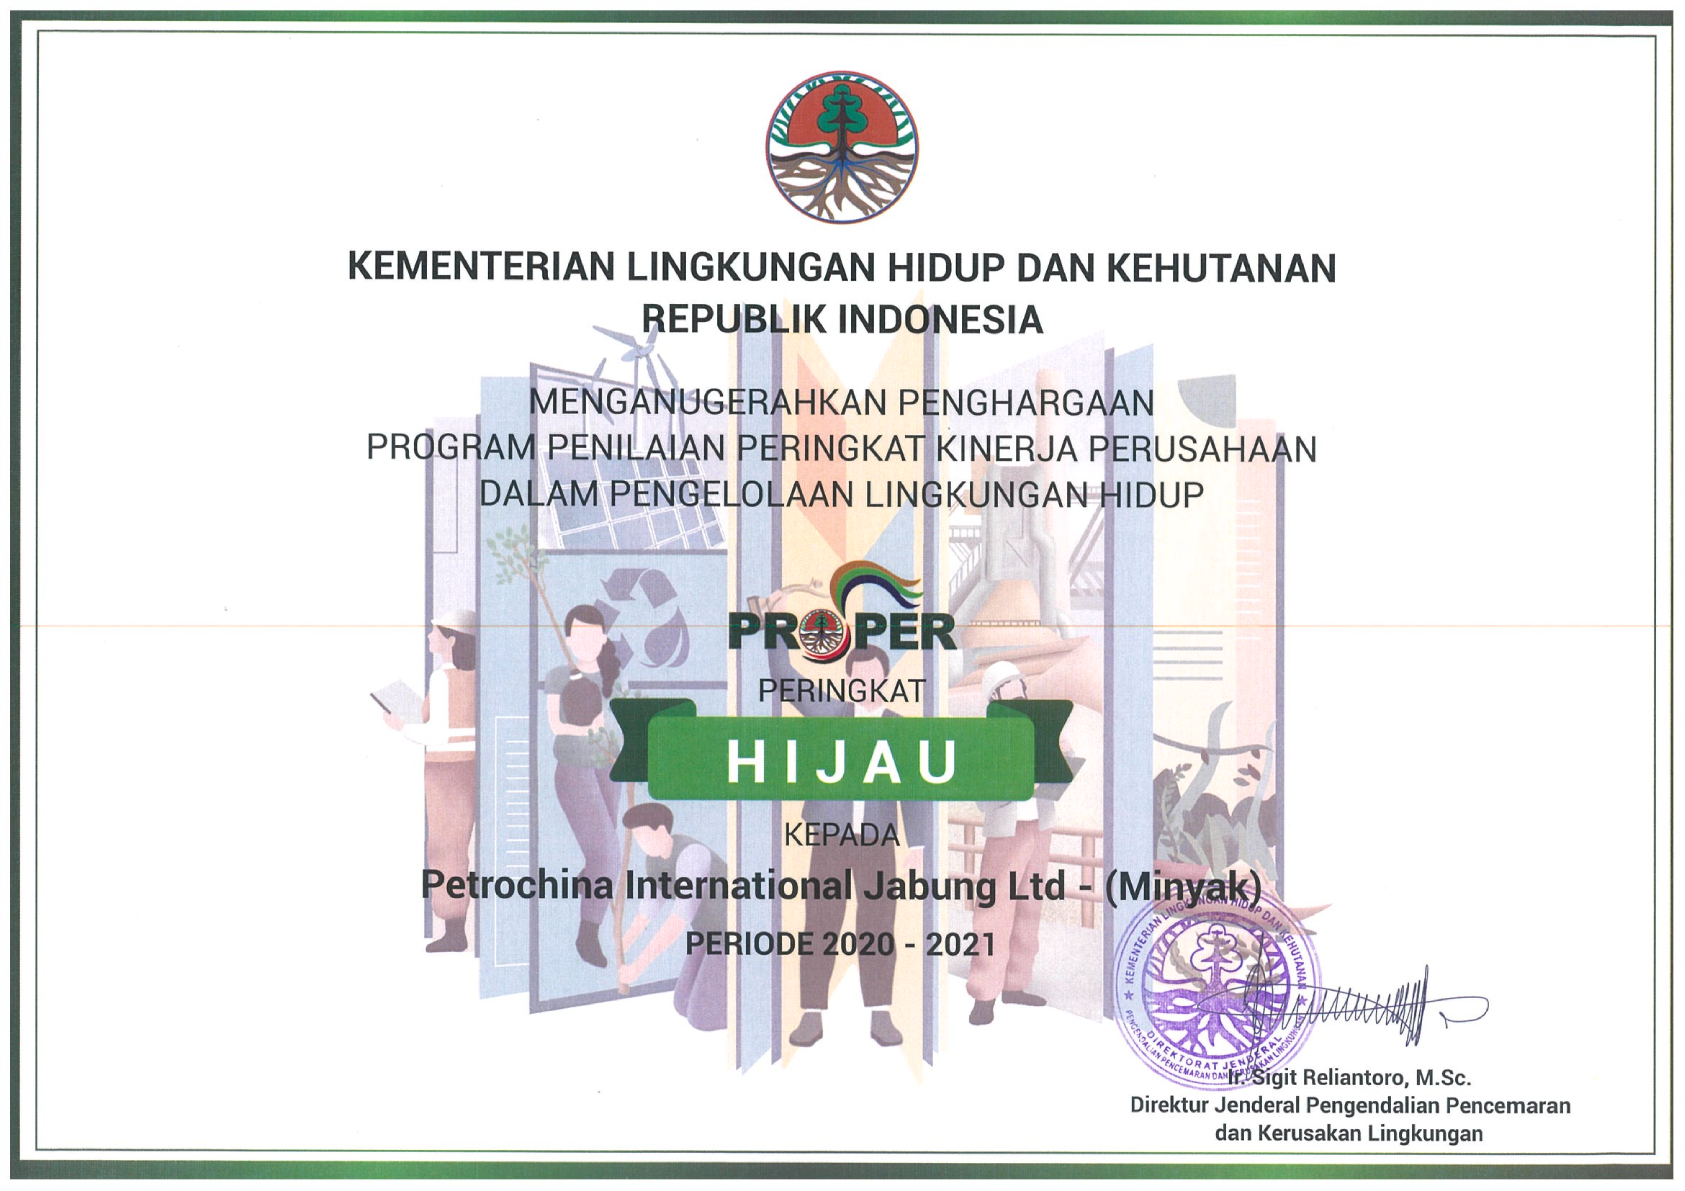 KEMENTERIAN LINGKUNGAN HIDUP DAN KEHUTANAN
REPUBLIK INDONESIA
MENGANUGERAHKAN PENGHARGAAN
PROGRAM PENILAIAN PERINGKAT KINERJA PERUSAHAAN
DALAM PENGELOLAAN LINGKUNGAN HIDUP
PROPER
PERINGKAT
HIJAU
KEPADA
Petrochina International Jabung Ltd - (Minyak)
PERIODE 2020 - 2021
KEMENTERIAN LINGKUNGAN HIDUP DAN KEHUTANAN
DIREKTORAT JENDERAL
PENGENDALIAN PENCEMARAN DAN KERUSAKAN LINGKUNGAN
Ir. Sigit Reliantoro, M.Sc.
Direktur Jenderal Pengendalian Pencemaran
dan Kerusakan Lingkungan